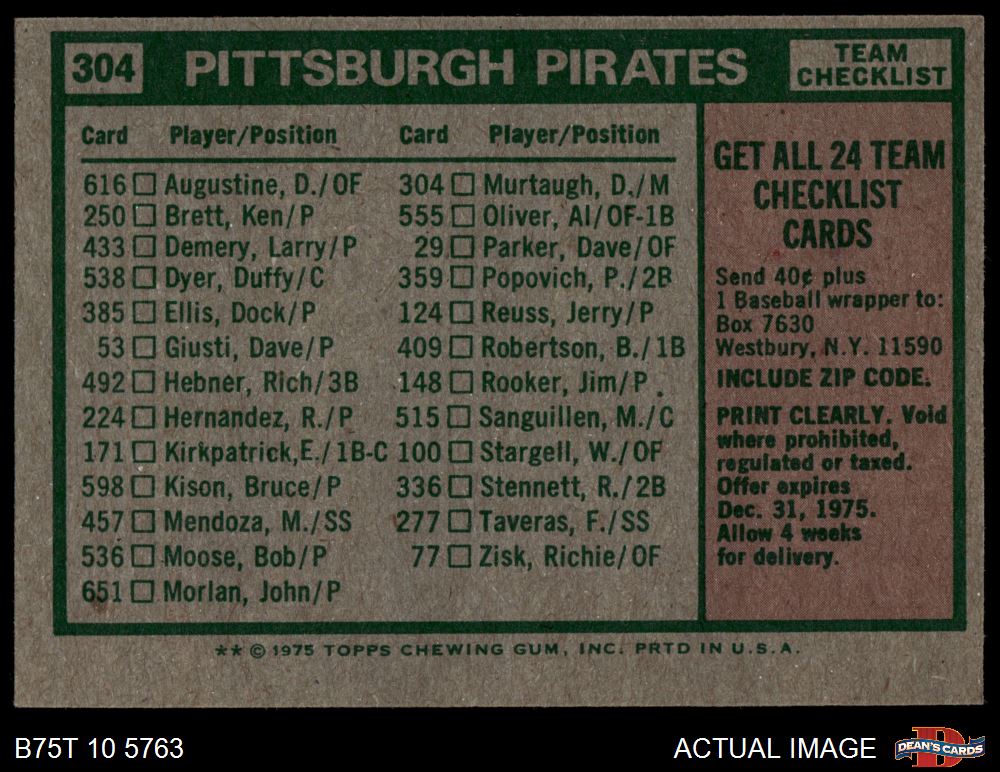 304 PITTSBURGH PIRATES TEAM CHECKLIST
Card Player/Position
616 Augustine, D./OF
250 Brett, Ken/P
433 Demery, Larry/P
538 Dyer, Duffy/C
385 Ellis, Dock/P
53 Giusti, Dave/P
492 Hebner, Rich/3B
224 Hernandez, R./P
171 Kirkpatrick,E./1B-C
598 Kison, Bruce/P
457 Mendoza, M./SS
536 Moose, Bob/P
651 Morlan, John/P
Card Player/Position
304 Murtaugh, D./M
555 Oliver, Al/OF-1B
29 Parker, Dave/OF
359 Popovich, P./2B
124 Reuss, Jerry/P
409 Robertson, B./1B
148 Rooker, Jim/P
515 Sanguillen, M./C
100 Stargell, W./OF
336 Stennett, R./2B
277 Taveras, F./SS
77 Zisk, Richie/OF
GET ALL 24 TEAM
CHECKLIST
CARDS
Send 40¢ plus
1 Baseball wrapper to:
Box 7630
Westbury, N.Y. 11590
INCLUDE ZIP CODE.
PRINT CLEARLY. Void
where prohibited,
regulated or taxed.
Offer expires
Dec. 31, 1975.
Allow 4 weeks
for delivery.
** © 1975 TOPPS CHEWING GUM, INC. PRTD IN U.S.A.
B75T 10 5763
ACTUAL IMAGE
DEAN'S CARDS